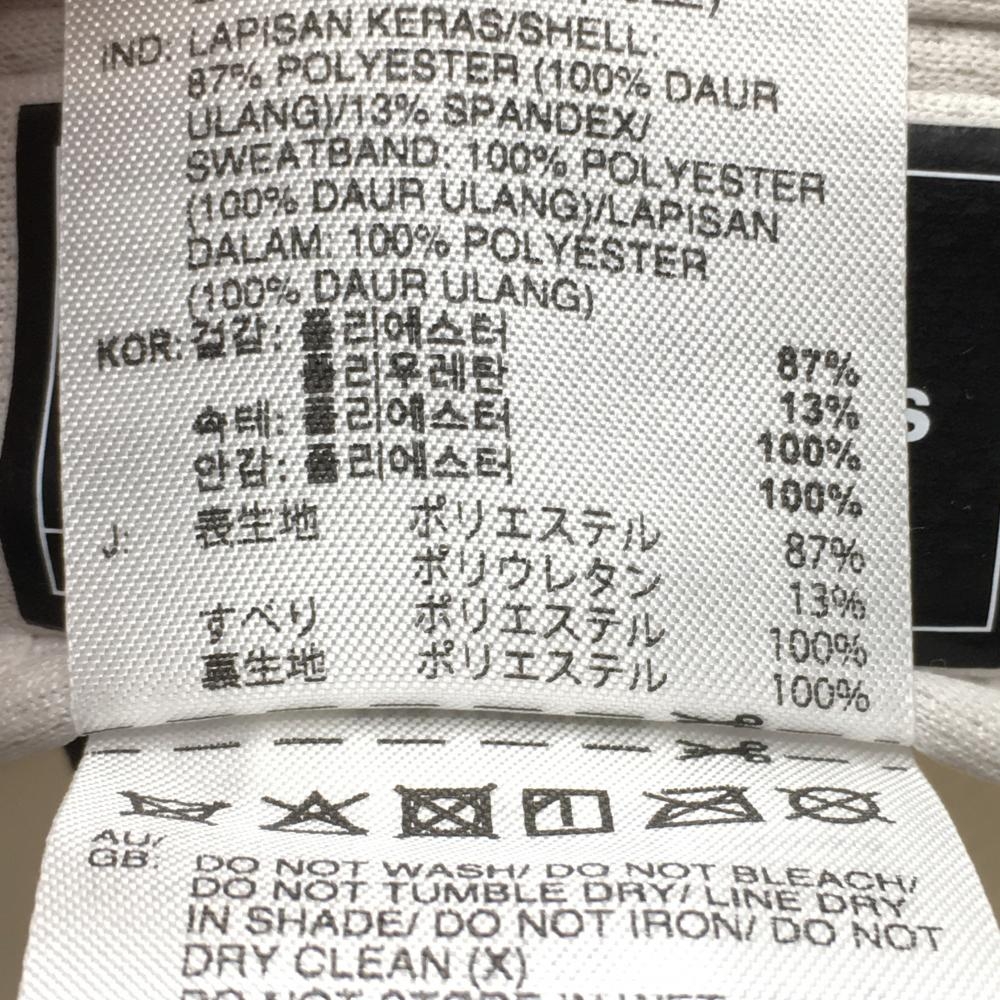 IND: LAPISAN KERAS/SHELL:
87% POLYESTER (100% DAUR
ULANG)/13% SPANDEX/
SWEATBAND: 100% POLYESTER
(100% DAUR ULANG)/LAPISAN
DALAM: 100% POLYESTER
(100% DAUR ULANG)
KOR: 겉감: 폴리에스터 87%
폴리우레탄 13%
속테: 폴리에스터 100%
안감: 폴리에스터 100%
J: 表生地 ポリエステル 87%
ポリウレタン 13%
すべり ポリエステル 100%
裏生地 ポリエステル 100%
s
AU/
GB: DO NOT WASH/ DO NOT BLEACH/
DO NOT TUMBLE DRY/ LINE DRY
IN SHADE/ DO NOT IRON/ DO NOT
DRY CLEAN (X)